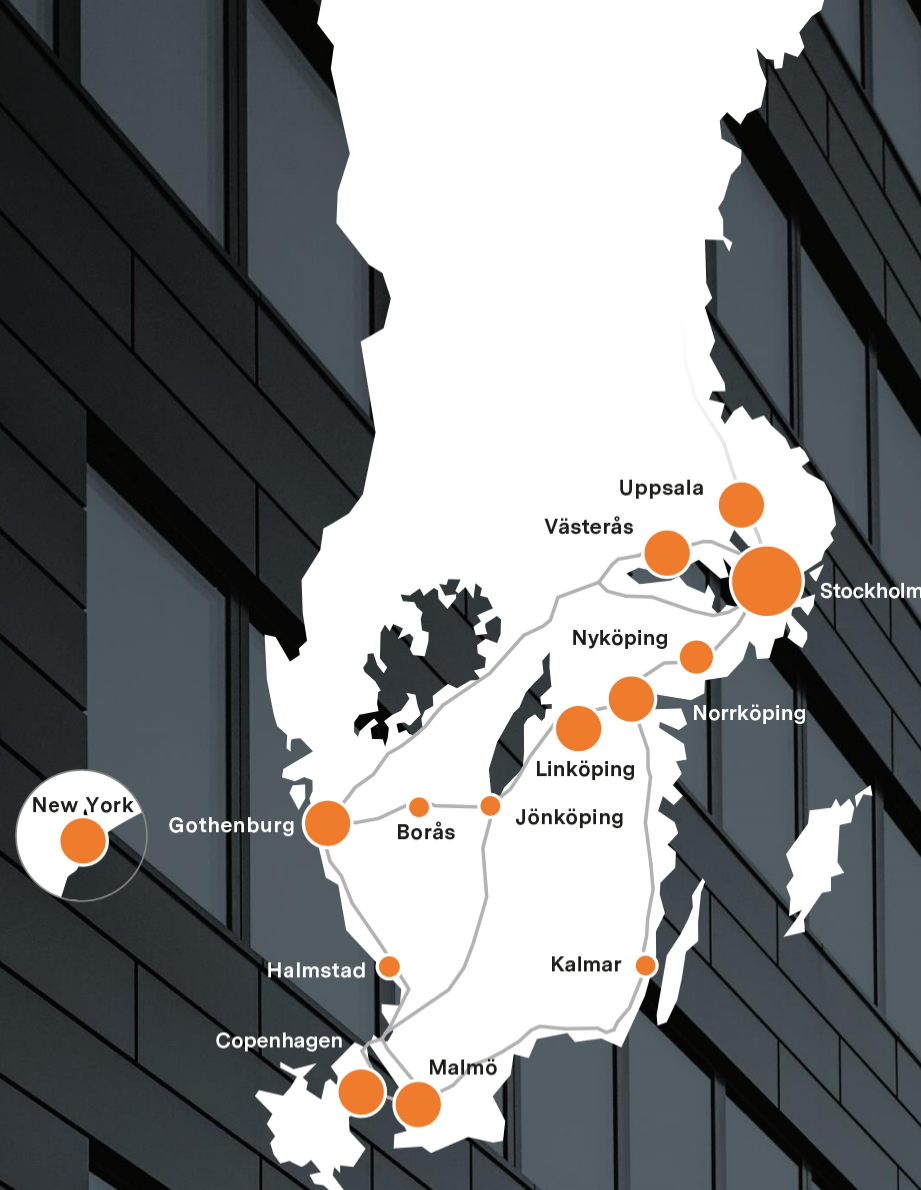 Uppsala
Västerås
Stockholm
Nyköping
Norrköping
Linköping
New York
Gothenburg
Borås
Jönköping
Halmstad
Kalmar
Copenhagen
Malmö